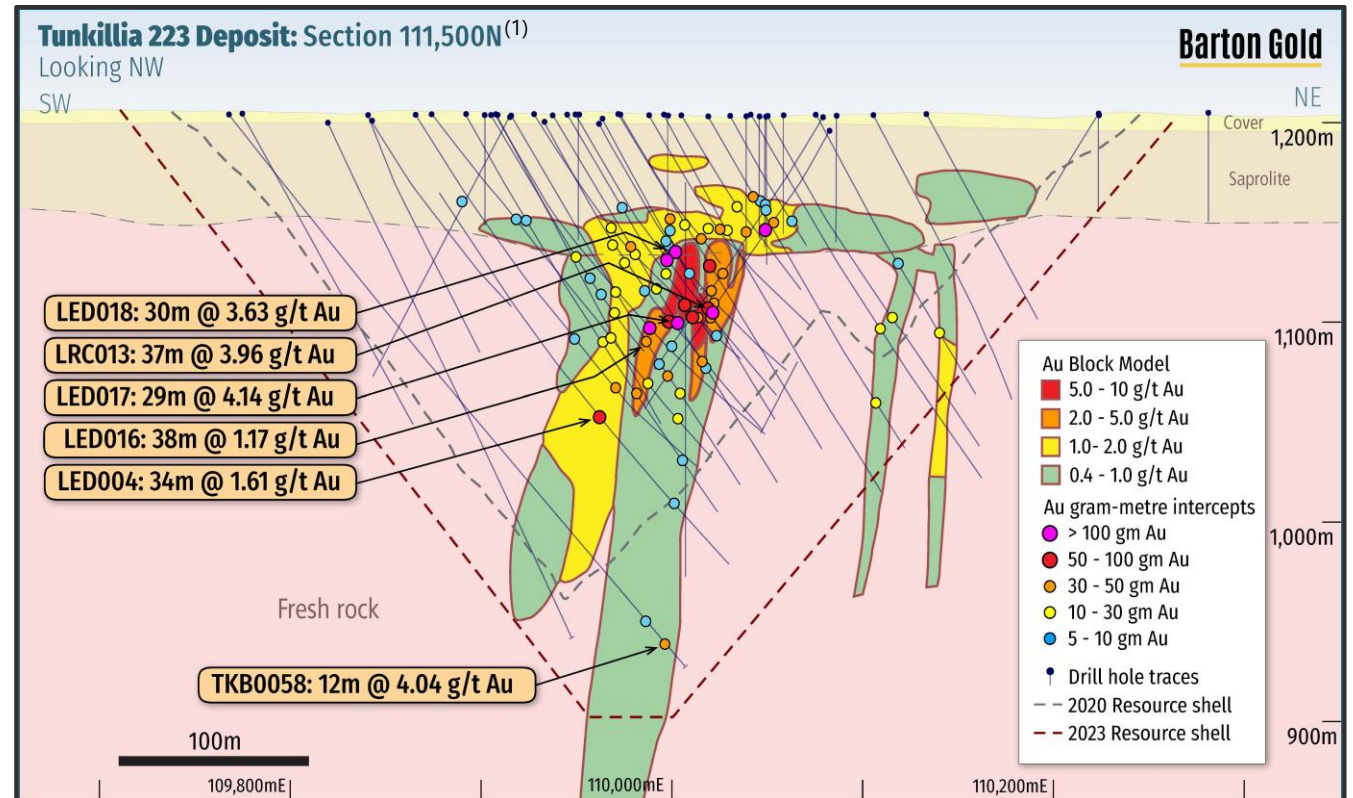 Tunkillia 223 Deposit: Section 111,500N(1)
Barton Gold
Looking NW
SW
NE
Cover
1,200m
Saprolite
LED018: 30m @ 3.63 g/t Au
LRC013: 37m @ 3.96 g/t Au
LED017: 29m @ 4.14 g/t Au
LED016: 38m @ 1.17 g/t Au
LED004: 34m @ 1.61 g/t Au
1,100m
Au Block Model
5.0 - 10 g/t Au
2.0 - 5.0 g/t Au
1.0- 2.0 g/t Au
0.4 - 1.0 g/t Au
Au gram-metre intercepts
> 100 gm Au
50 - 100 gm Au
30 - 50 gm Au
10 - 30 gm Au
5 - 10 gm Au
Drill hole traces
2020 Resource shell
2023 Resource shell
1,000m
Fresh rock
TKB0058: 12m @ 4.04 g/t Au
900m
100m
109,800mE
110,000mE
110,200mE